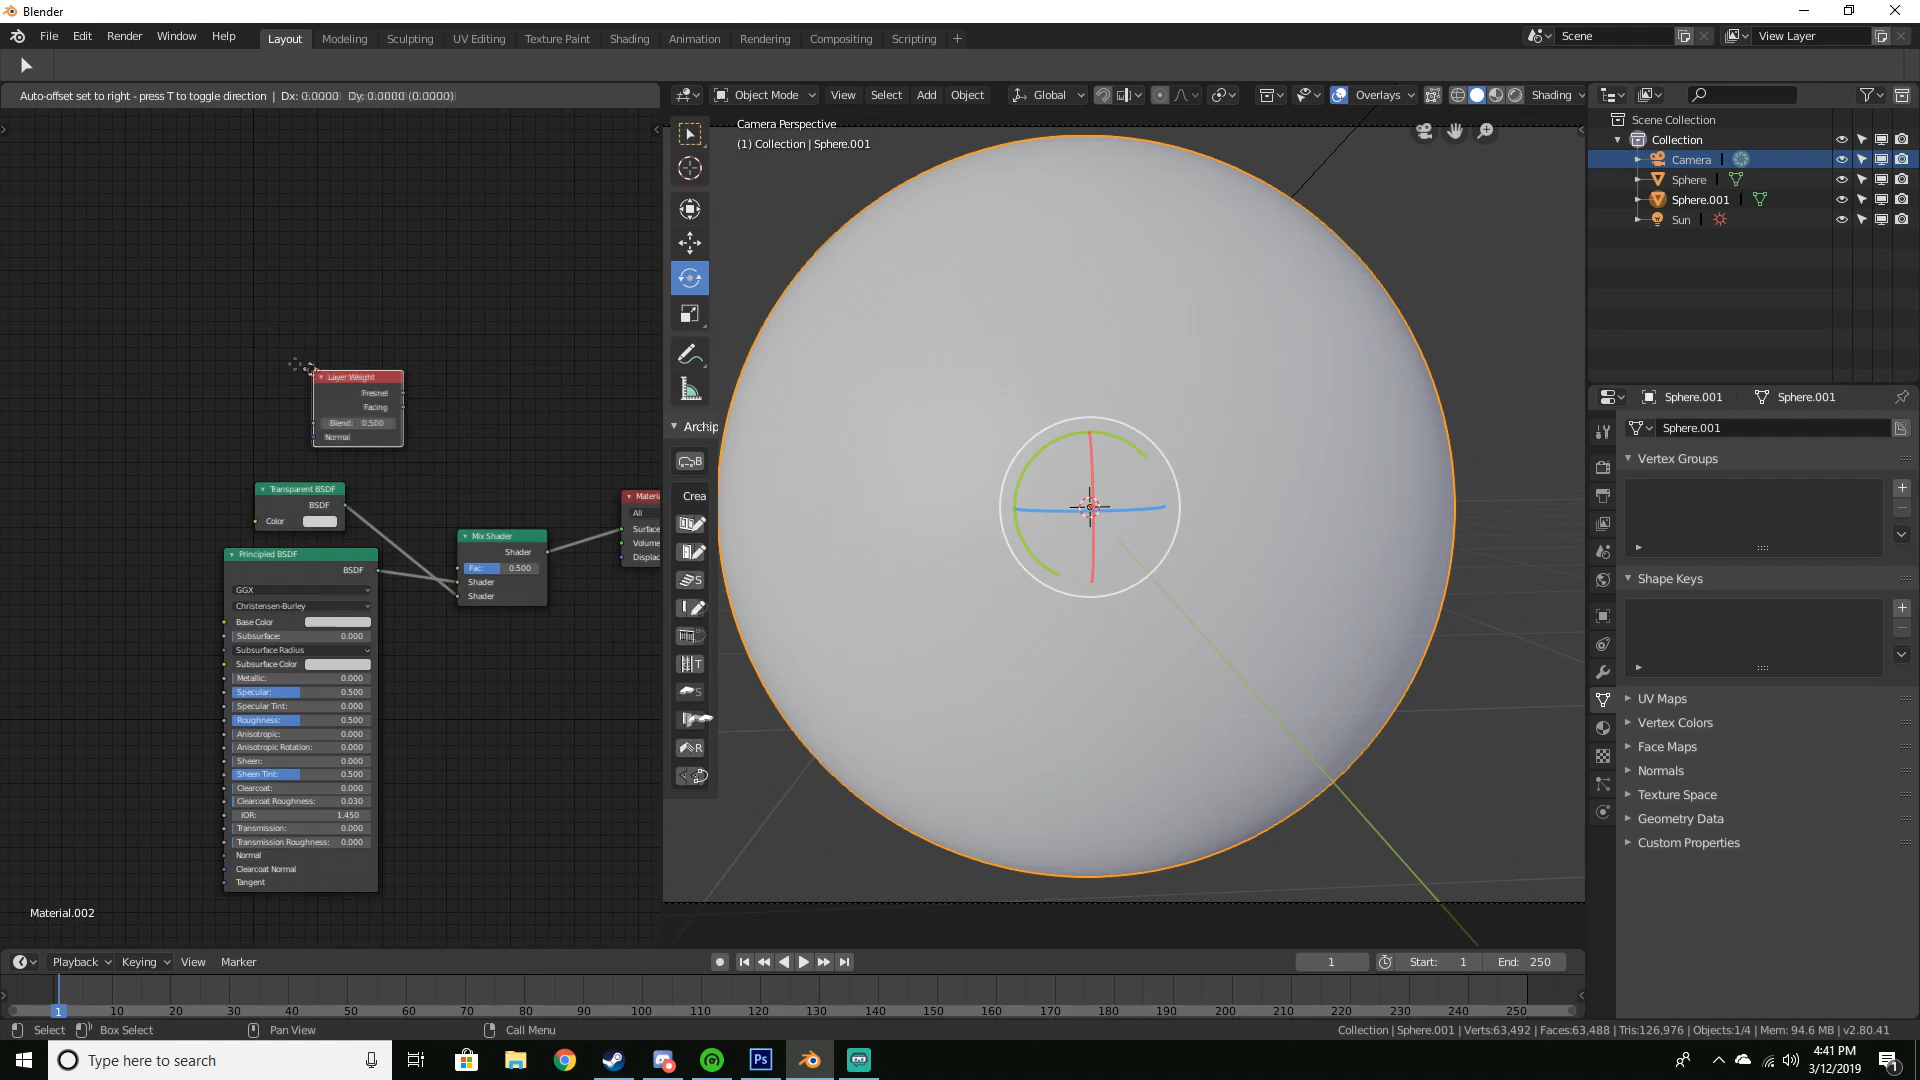 Blender
File Edit Render Window Help
Layout Modeling Sculpting UV Editing Texture Paint Shading Animation Rendering Compositing Scripting
Scene
View Layer
Auto-offset set to right - press T to toggle direction | Dx: 0.0000 Dy: 0.0000 (0.0000)
Object Mode View Select Add Object Global Overlays Shading
Camera Perspective
(1) Collection | Sphere.001
Scene Collection
Collection
Camera
Sphere
Sphere.001
Sun
Layer Weight
Fresnel
Facing
Blend: 0.500
Normal
Transparent BSDF
BSDF
Color
Principled BSDF
BSDF
GGX
Christensen-Burley
Base Color
Subsurface: 0.000
Subsurface Radius
Subsurface Color
Metallic: 0.000
Specular: 0.500
Specular Tint: 0.000
Roughness: 0.500
Anisotropic: 0.000
Anisotropic Rotation: 0.000
Sheen: 0.000
Sheen Tint: 0.500
Clearcoat: 0.000
Clearcoat Roughness: 0.030
IOR: 1.450
Transmission: 0.000
Transmission Roughness: 0.000
Normal
Clearcoat Normal
Tangent
Mix Shader
Shader
Fac: 0.500
Shader
Shader
Materia
All
Surface
Volume
Displac
Material.002
Archip
B
Crea
S
T
S
R
Sphere.001 Sphere.001
Sphere.001
Vertex Groups
Shape Keys
UV Maps
Vertex Colors
Face Maps
Normals
Texture Space
Geometry Data
Custom Properties
Playback Keying View Marker
1 Start: 1 End: 250
1 10 20 30 40 50 60 70 80 90 100 110 120 130 140 150 160 170 180 190 200 210 220 230 240 250
Select Box Select Pan View Call Menu
Collection | Sphere.001 | Verts:63,492 | Faces:63,488 | Tris:126,976 | Objects:1/4 | Mem: 94.6 MB | v2.80.41
Type here to search
Ps
4:41 PM
3/12/2019
1